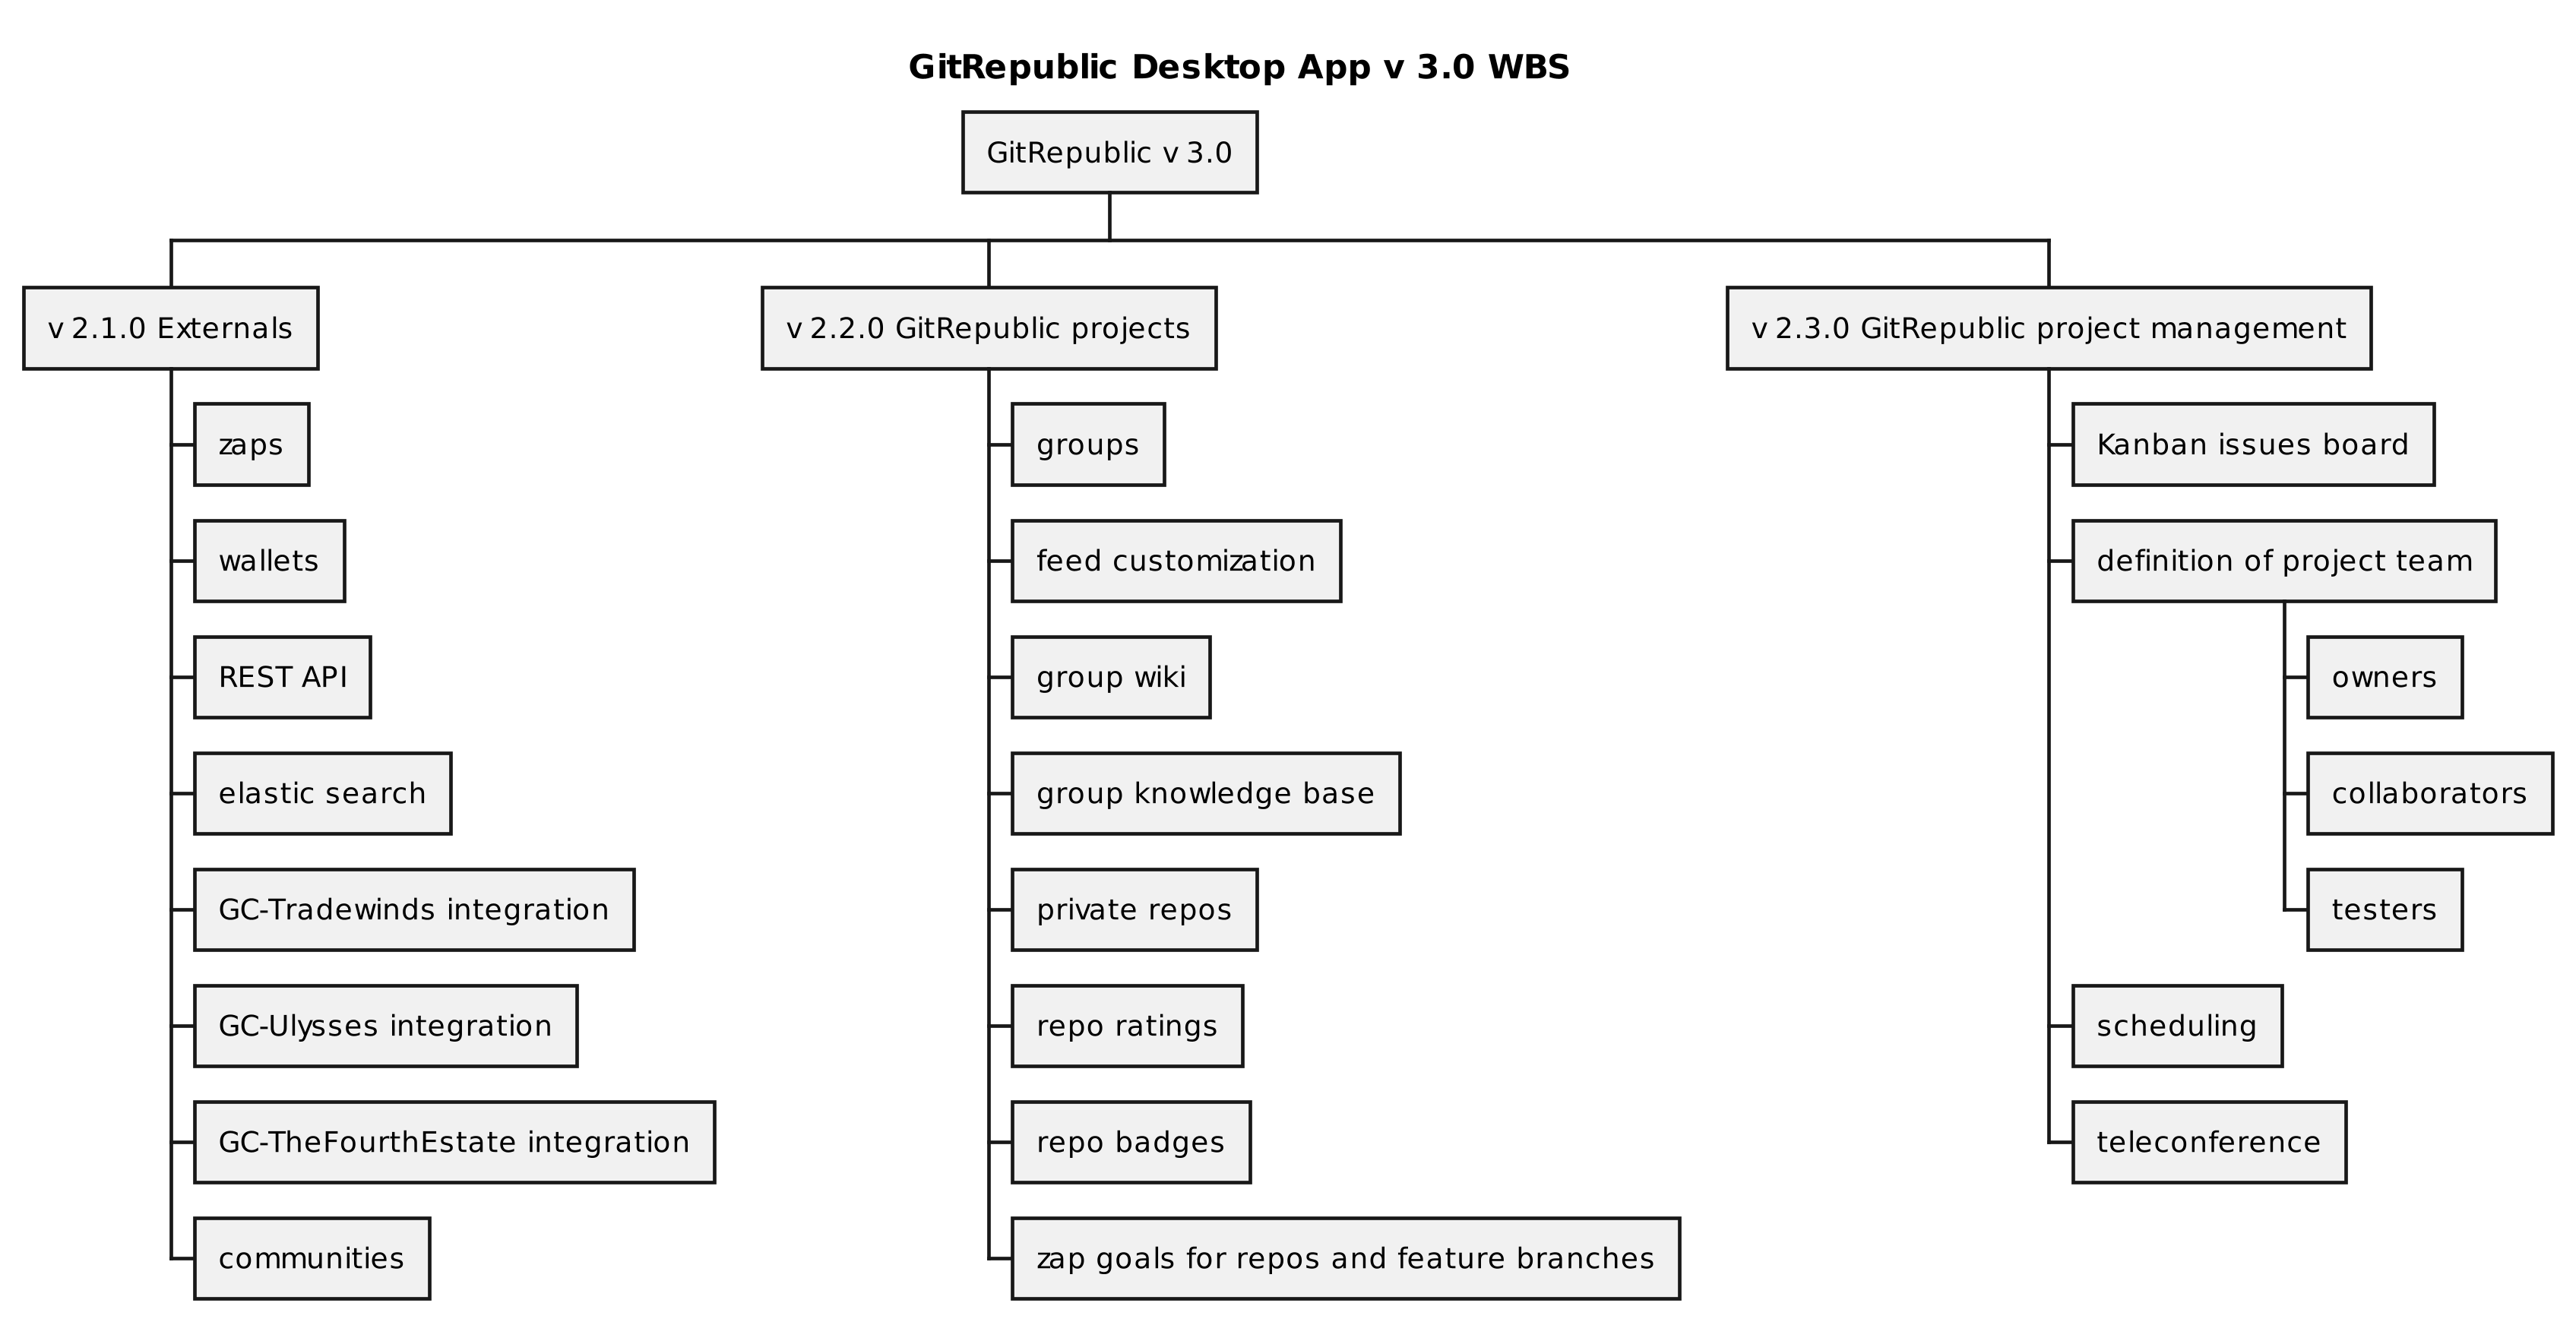 GitRepublic Desktop App v 3.0 WBS
GitRepublic v 3.0
v 2.1.0 Externals
zaps
wallets
REST API
elastic search
GC-Tradewinds integration
GC-Ulysses integration
GC-TheFourthEstate integration
communities
v 2.2.0 GitRepublic projects
groups
feed customization
group wiki
group knowledge base
private repos
repo ratings
repo badges
zap goals for repos and feature branches
v 2.3.0 GitRepublic project management
Kanban issues board
definition of project team
owners
collaborators
testers
scheduling
teleconference